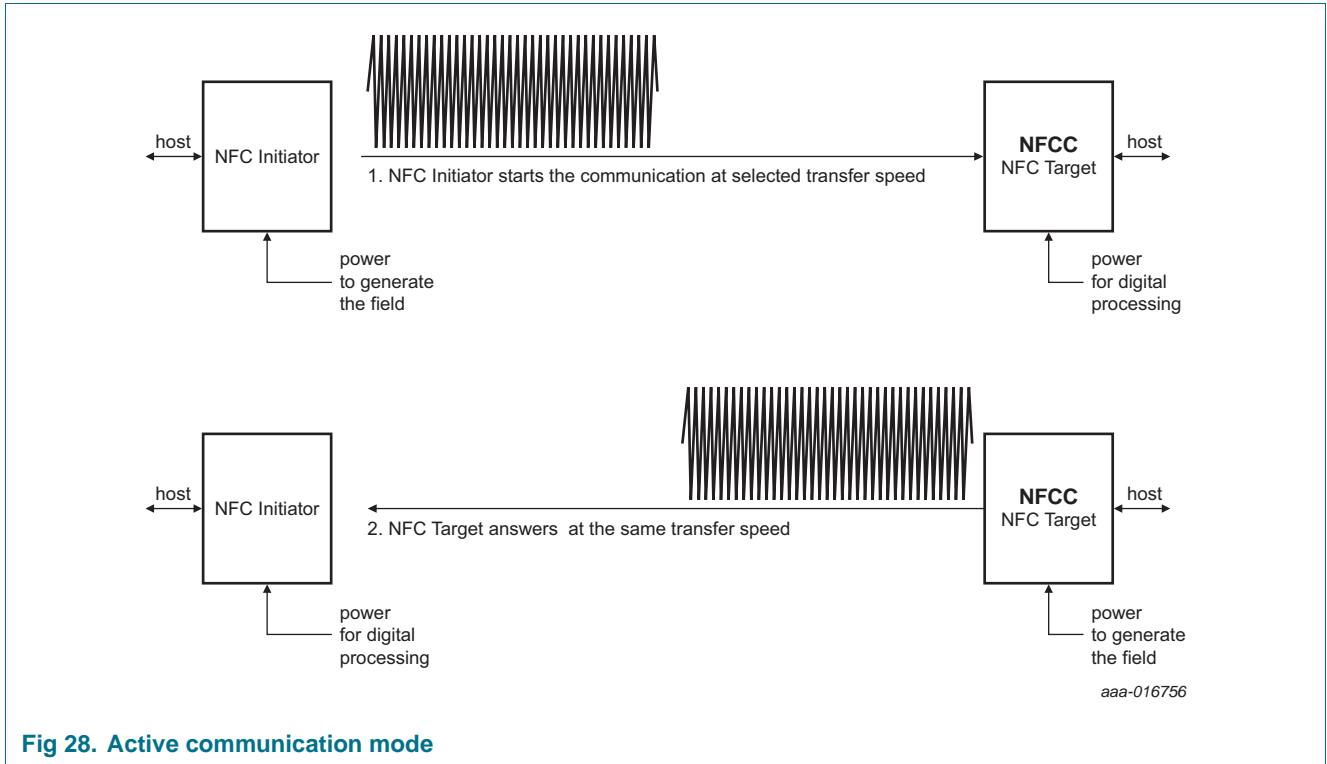 host
NFC Initiator
NFCC
NFC Target
host
1. NFC Initiator starts the communication at selected transfer speed
power
to generate
the field
power
for digital
processing
host
NFC Initiator
NFCC
NFC Target
host
2. NFC Target answers at the same transfer speed
power
for digital
processing
power
to generate
the field
aaa-016756
Fig 28. Active communication mode